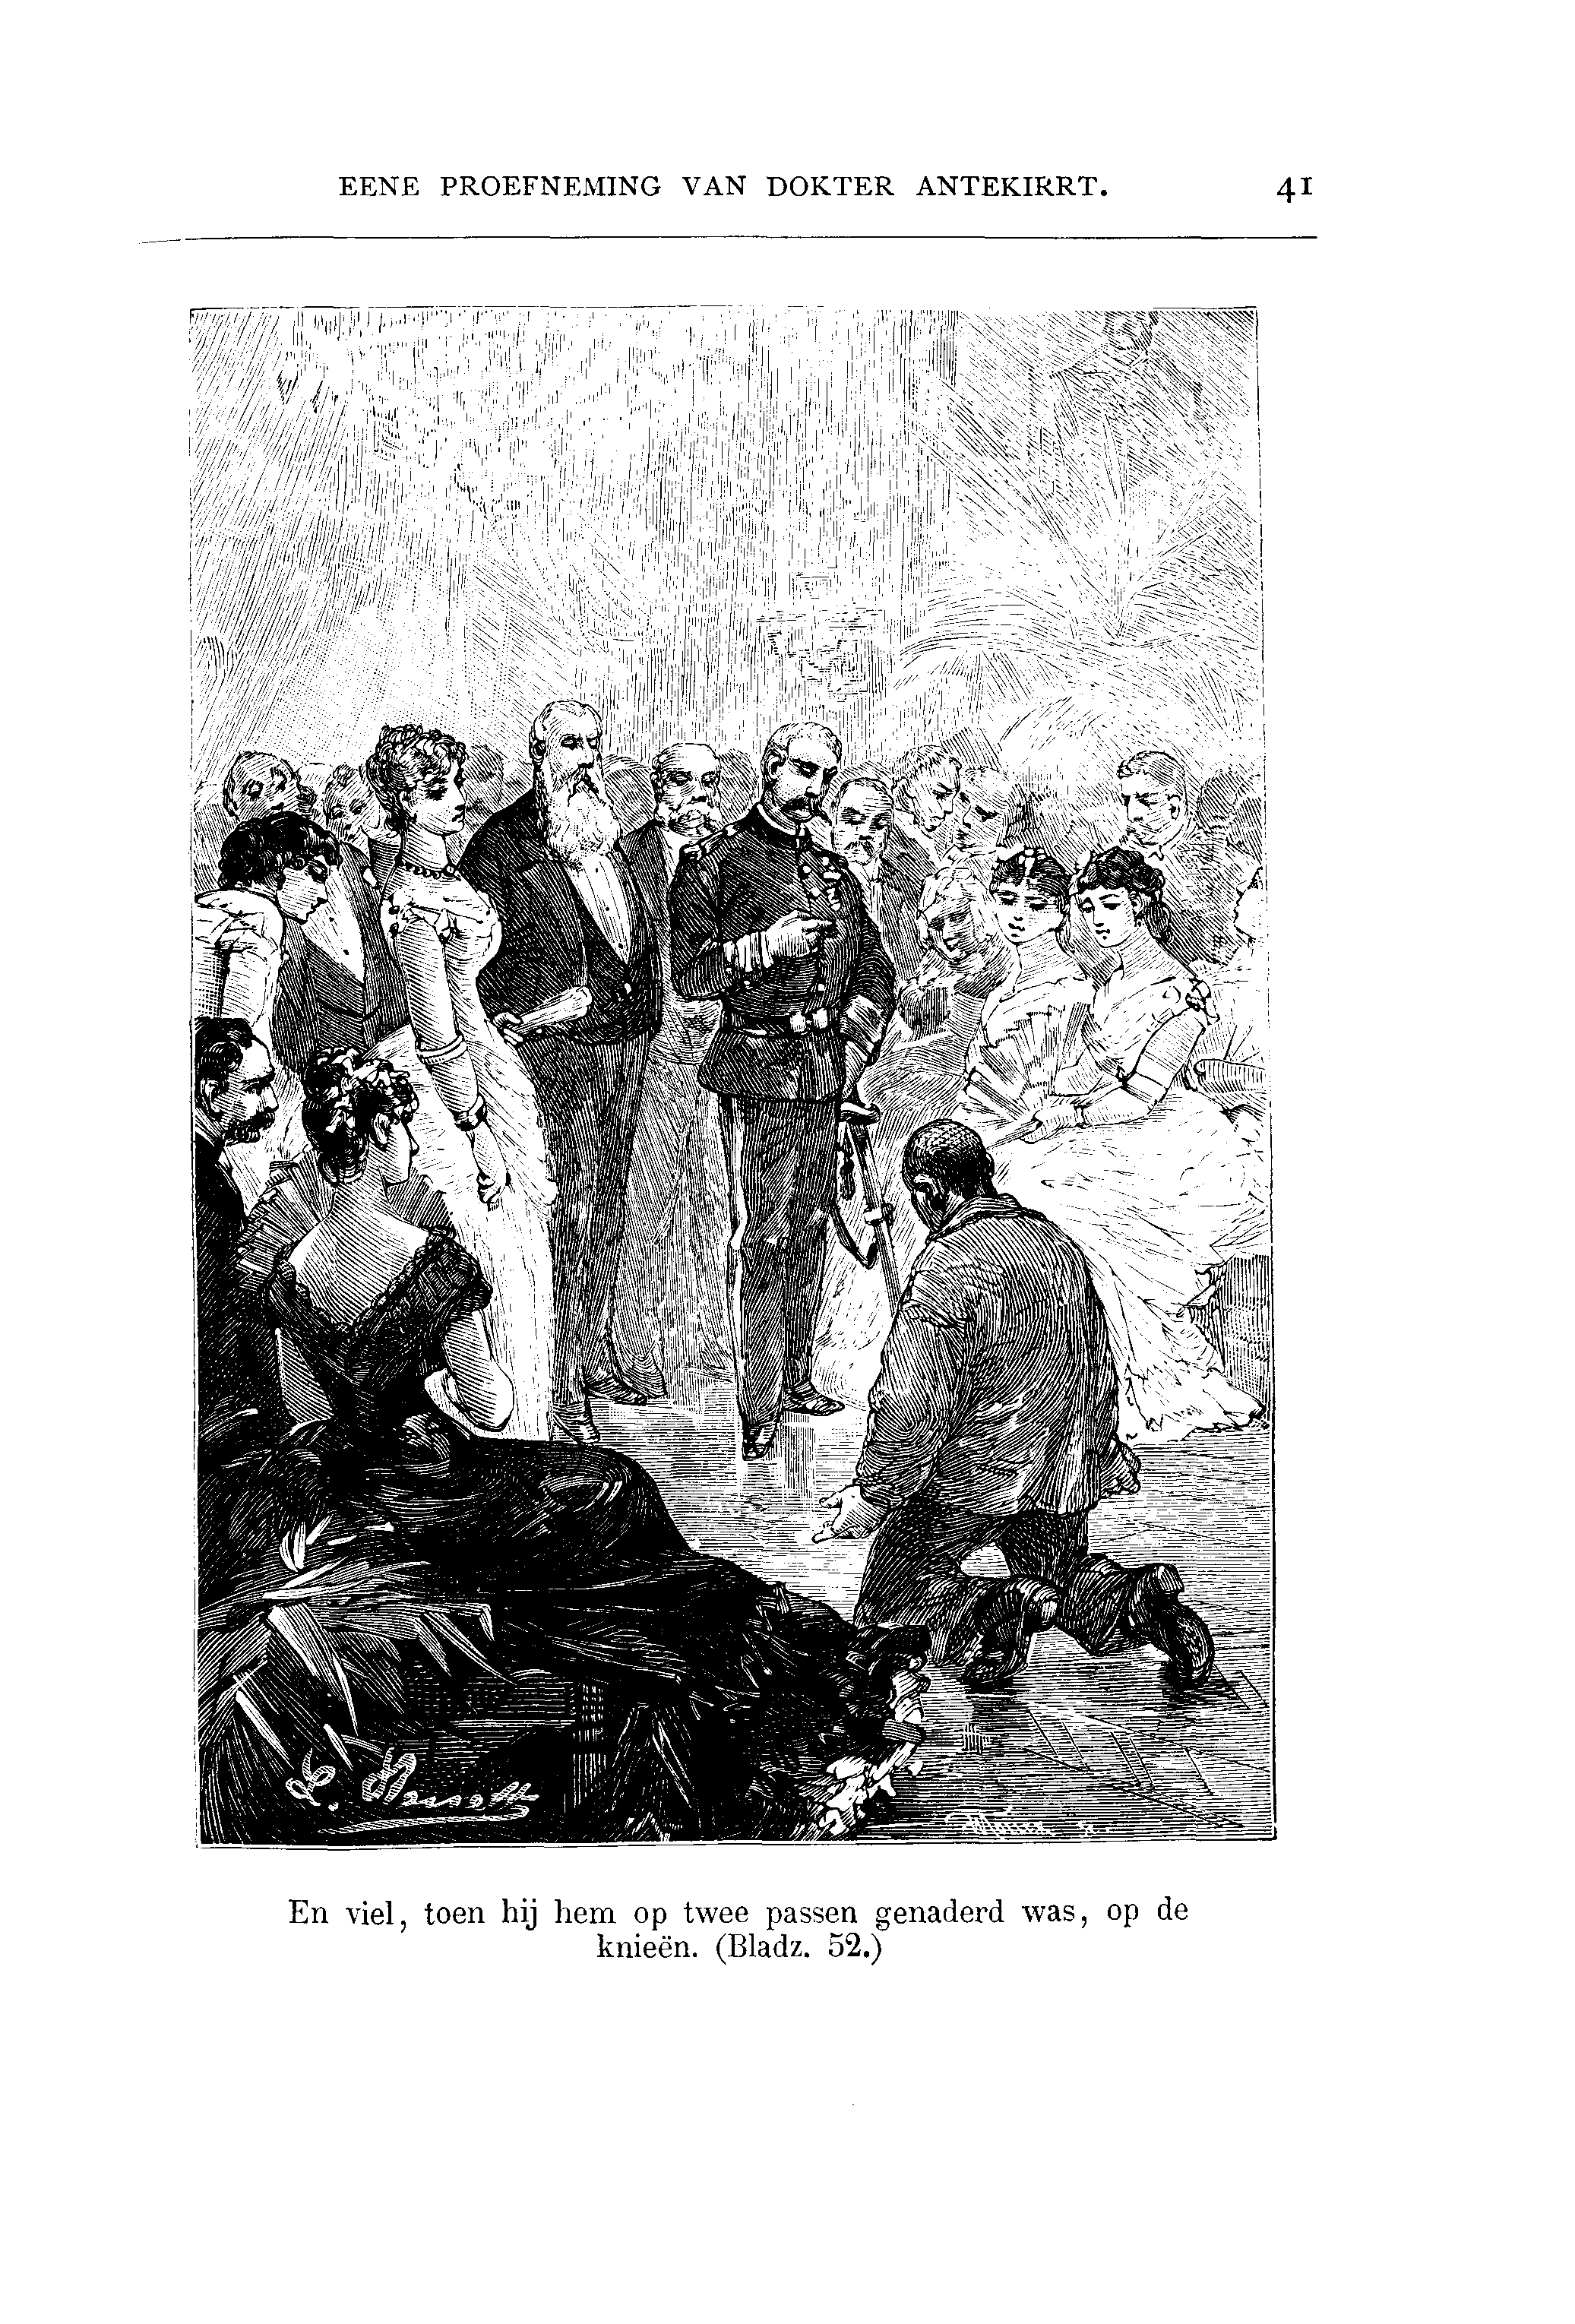 EENE PROEFNEMING VAN DOKTER ANTEKIRRT. 41
En viel, toen hij hem op twee passen genaderd was, op de
knieën. (Bladz. 52.)